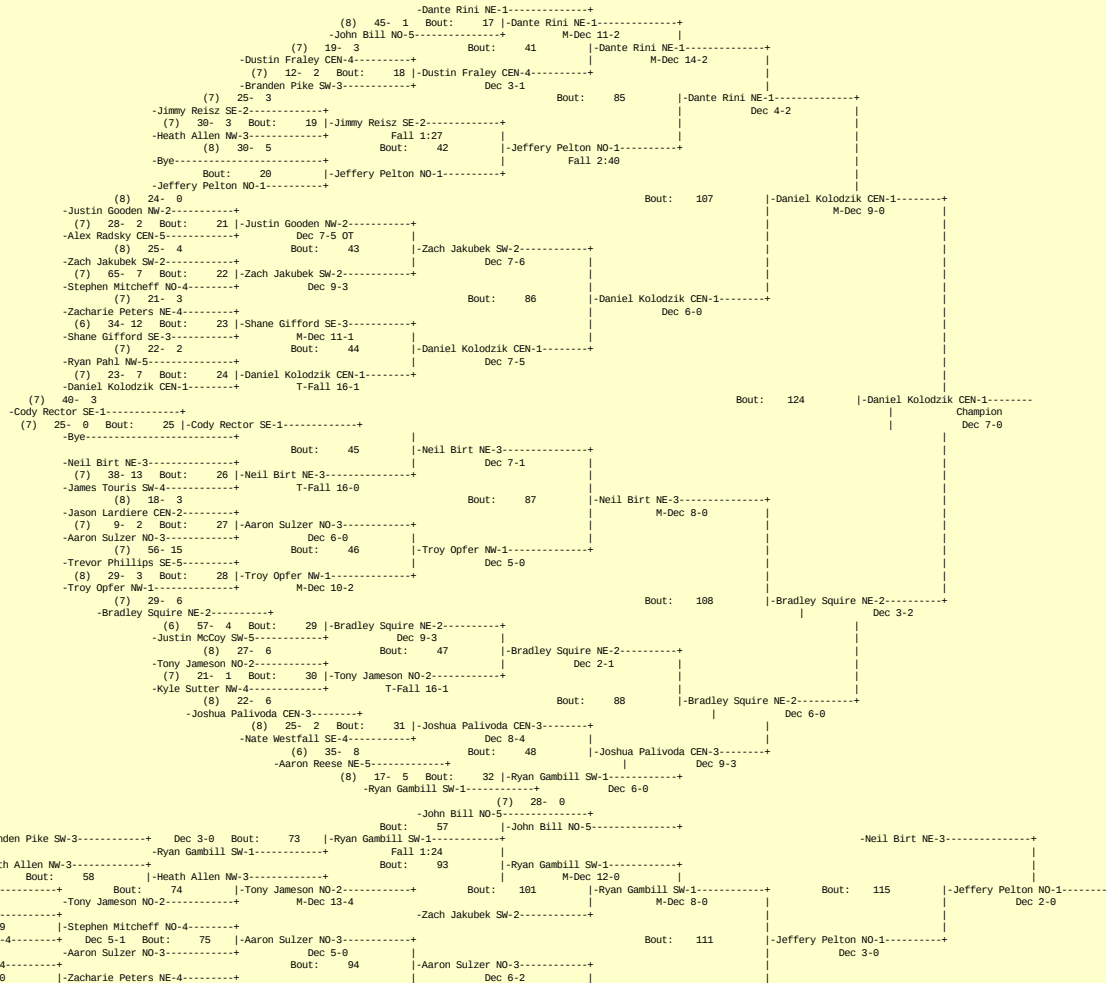 -Dante Rini NE-1-------------+
(8) 45- 1 Bout: 17 |-Dante Rini NE-1-------------+
-John Bill NO-5--------------+ M-Dec 11-2 |
(7) 19- 3 Bout: 41 |-Dante Rini NE-1-------------+
-Dustin Fraley CEN-4---------+ | M-Dec 14-2 |
(7) 12- 2 Bout: 18 |-Dustin Fraley CEN-4---------+ |
-Branden Pike SW-3-----------+ Dec 3-1 |
(7) 25- 3 Bout: 85 |-Dante Rini NE-1-------------+
-Jimmy Reisz SE-2------------+ | Dec 4-2 |
(7) 30- 3 Bout: 19 |-Jimmy Reisz SE-2------------+ | |
-Heath Allen NW-3------------+ Fall 1:27 | | |
(8) 30- 5 Bout: 42 |-Jeffery Pelton NO-1---------+ |
-Bye-------------------------+ | Fall 2:40 |
Bout: 20 |-Jeffery Pelton NO-1---------+ |
-Jeffery Pelton NO-1---------+ |
(8) 24- 0 Bout: 107 |-Daniel Kolodzik CEN-1-------+
-Justin Gooden NW-2----------+ | M-Dec 9-0 |
(7) 28- 2 Bout: 21 |-Justin Gooden NW-2----------+ | |
-Alex Radsky CEN-5-----------+ Dec 7-5 OT | | |
(8) 25- 4 Bout: 43 |-Zach Jakubek SW-2-----------+ | |
-Zach Jakubek SW-2-----------+ | Dec 7-6 | | |
(7) 65- 7 Bout: 22 |-Zach Jakubek SW-2-----------+ | | |
-Stephen Mitcheff NO-4-------+ Dec 9-3 | | |
(7) 21- 3 Bout: 86 |-Daniel Kolodzik CEN-1-------+ |
-Zacharie Peters NE-4--------+ | Dec 6-0 |
(6) 34- 12 Bout: 23 |-Shane Gifford SE-3----------+ | |
-Shane Gifford SE-3----------+ M-Dec 11-1 | | |
(7) 22- 2 Bout: 44 |-Daniel Kolodzik CEN-1-------+ |
-Ryan Pahl NW-5--------------+ | Dec 7-5 |
(7) 23- 7 Bout: 24 |-Daniel Kolodzik CEN-1-------+ |
-Daniel Kolodzik CEN-1-------+ T-Fall 16-1 |
(7) 40- 3 Bout: 124 |-Daniel Kolodzik CEN-1--------
-Cody Rector SE-1------------+ | Champion
(7) 25- 0 Bout: 25 |-Cody Rector SE-1------------+ | Dec 7-0
-Bye-------------------------+ | |
Bout: 45 |-Neil Birt NE-3--------------+ |
-Neil Birt NE-3--------------+ | Dec 7-1 | |
(7) 38- 13 Bout: 26 |-Neil Birt NE-3--------------+ | |
-James Touris SW-4-----------+ T-Fall 16-0 | |
(8) 18- 3 Bout: 87 |-Neil Birt NE-3--------------+ |
-Jason Lardiere CEN-2--------+ | M-Dec 8-0 | |
(7) 9- 2 Bout: 27 |-Aaron Sulzer NO-3-----------+ | | |
-Aaron Sulzer NO-3-----------+ Dec 6-0 | | | |
(7) 56- 15 Bout: 46 |-Troy Opfer NW-1-------------+ | |
-Trevor Phillips SE-5--------+ | Dec 5-0 | |
(8) 29- 3 Bout: 28 |-Troy Opfer NW-1-------------+ | |
-Troy Opfer NW-1-------------+ M-Dec 10-2 | |
(7) 29- 6 Bout: 108 |-Bradley Squire NE-2---------+
-Bradley Squire NE-2---------+ | Dec 3-2
(6) 57- 4 Bout: 29 |-Bradley Squire NE-2---------+ |
-Justin McCoy SW-5-----------+ Dec 9-3 | |
(8) 27- 6 Bout: 47 |-Bradley Squire NE-2---------+ |
-Tony Jameson NO-2-----------+ | Dec 2-1 | |
(7) 21- 1 Bout: 30 |-Tony Jameson NO-2-----------+ | |
-Kyle Sutter NW-4------------+ T-Fall 16-1 | |
(8) 22- 6 Bout: 88 |-Bradley Squire NE-2---------+
-Joshua Palivoda CEN-3-------+ | Dec 6-0
(8) 25- 2 Bout: 31 |-Joshua Palivoda CEN-3-------+ |
-Nate Westfall SE-4----------+ Dec 8-4 | |
(6) 35- 8 Bout: 48 |-Joshua Palivoda CEN-3-------+
-Aaron Reese NE-5------------+ | Dec 9-3
(8) 17- 5 Bout: 32 |-Ryan Gambill SW-1-----------+
-Ryan Gambill SW-1-----------+ Dec 6-0
(7) 28- 0
-John Bill NO-5--------------+
Bout: 57 |-John Bill NO-5--------------+
nden Pike SW-3-----------+ Dec 3-0 Bout: 73 |-Ryan Gambill SW-1-----------+ | -Neil Birt NE-3--------------+
-Ryan Gambill SW-1-----------+ Fall 1:24 | |
th Allen NW-3------------+ Bout: 93 |-Ryan Gambill SW-1-----------+ |
Bout: 58 |-Heath Allen NW-3------------+ | M-Dec 12-0 | |
----------+ Bout: 74 |-Tony Jameson NO-2-----------+ Bout: 101 |-Ryan Gambill SW-1-----------+ Bout: 115 |-Jeffery Pelton NO-1--------
-Tony Jameson NO-2-----------+ M-Dec 13-4 | M-Dec 8-0 | | Dec 2-0
----------+ -Zach Jakubek SW-2-----------+ | |
9 |-Stephen Mitcheff NO-4-------+ | |
-4--------+ Dec 5-1 Bout: 75 |-Aaron Sulzer NO-3-----------+ Bout: 111 |-Jeffery Pelton NO-1---------+
-Aaron Sulzer NO-3-----------+ Dec 5-0 | | Dec 3-0
4---------+ Bout: 94 |-Aaron Sulzer NO-3-----------+ |
0 |-Zacharie Peters NE-4--------+ | Dec 6-2 | |